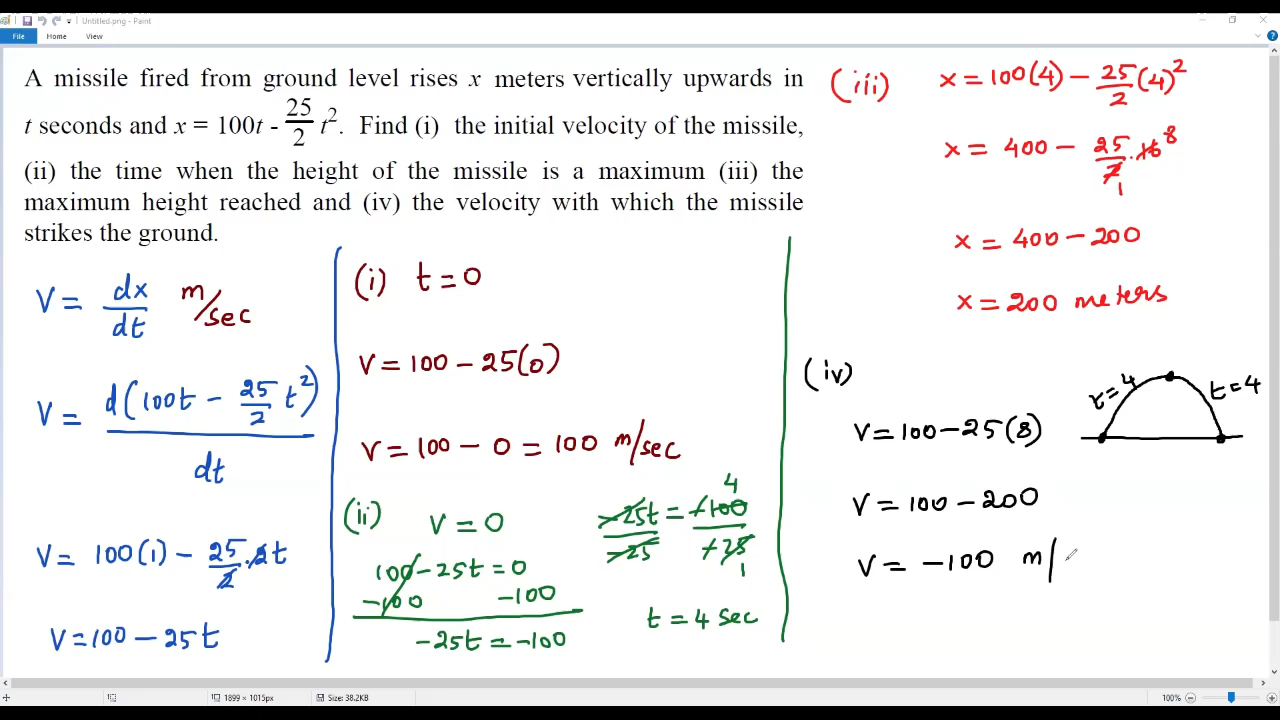 Untitled.png - Paint
File Home View
A missile fired from ground level rises x meters vertically upwards in
t seconds and x = 100t - 25/2 t². Find (i) the initial velocity of the missile,
(ii) the time when the height of the missile is a maximum (iii) the
maximum height reached and (iv) the velocity with which the missile
strikes the ground.
V = dx/dt m/sec
V = d(100t - 25/2 t²)/dt
V = 100(1) - 25/2 . 2t
V = 100 - 25t
(i) t = 0
V = 100 - 25(0)
V = 100 - 0 = 100 m/sec
(ii) V = 0
100 - 25t = 0
-100 -100
-25t = -100
-25t/-25 = -100/-25
4
1
t = 4 sec
(iii) x = 100(4) - 25/2 (4)²
x = 400 - 25/2 . 16 8
1
x = 400 - 200
x = 200 meters
(iv)
t = 4 t = 4
V = 100 - 25(8)
V = 100 - 200
V = -100 m/
1899 × 1015px Size: 38.2KB 100%